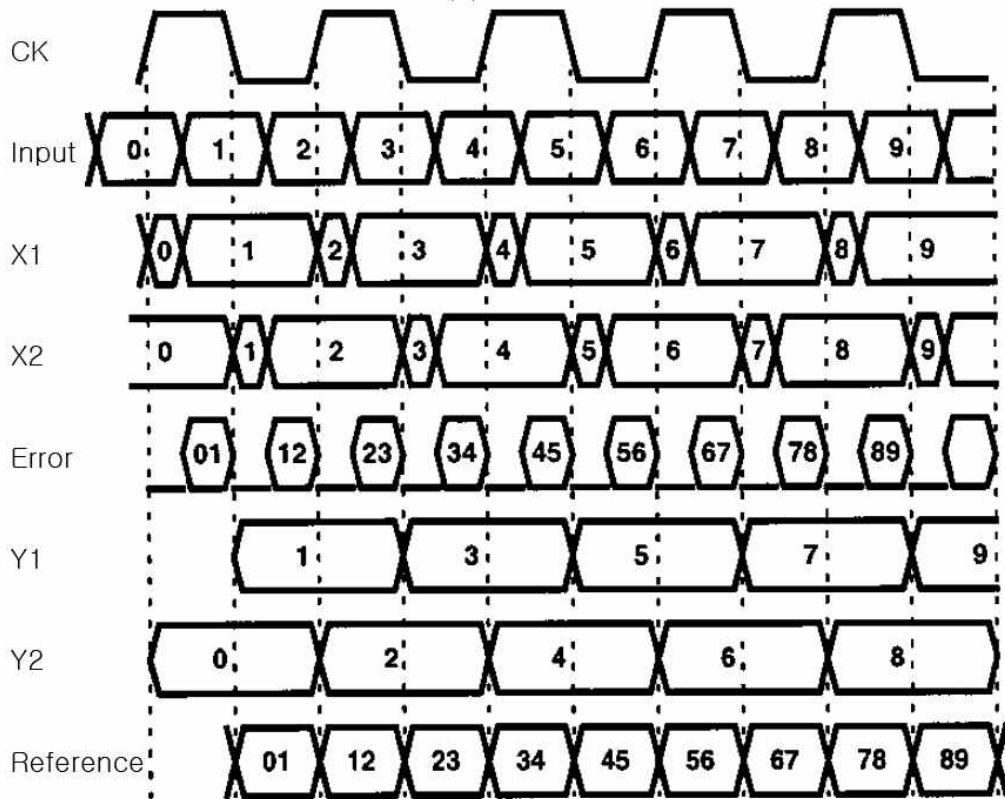 CK
Input 0 1 2 3 4 5 6 7 8 9
X1 0 1 2 3 4 5 6 7 8 9
X2 0 1 2 3 4 5 6 7 8 9
Error 01 12 23 34 45 56 67 78 89
Y1 1 3 5 7 9
Y2 0 2 4 6 8
Reference 01 12 23 34 45 56 67 78 89